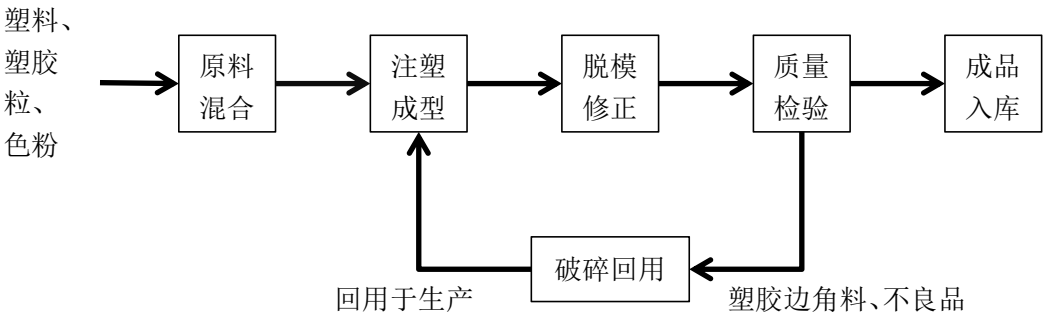 塑料、
塑胶
粒、
色粉
原料
混合
注塑
成型
脱模
修正
质量
检验
成品
入库
破碎回用
回用于生产
塑胶边角料、不良品